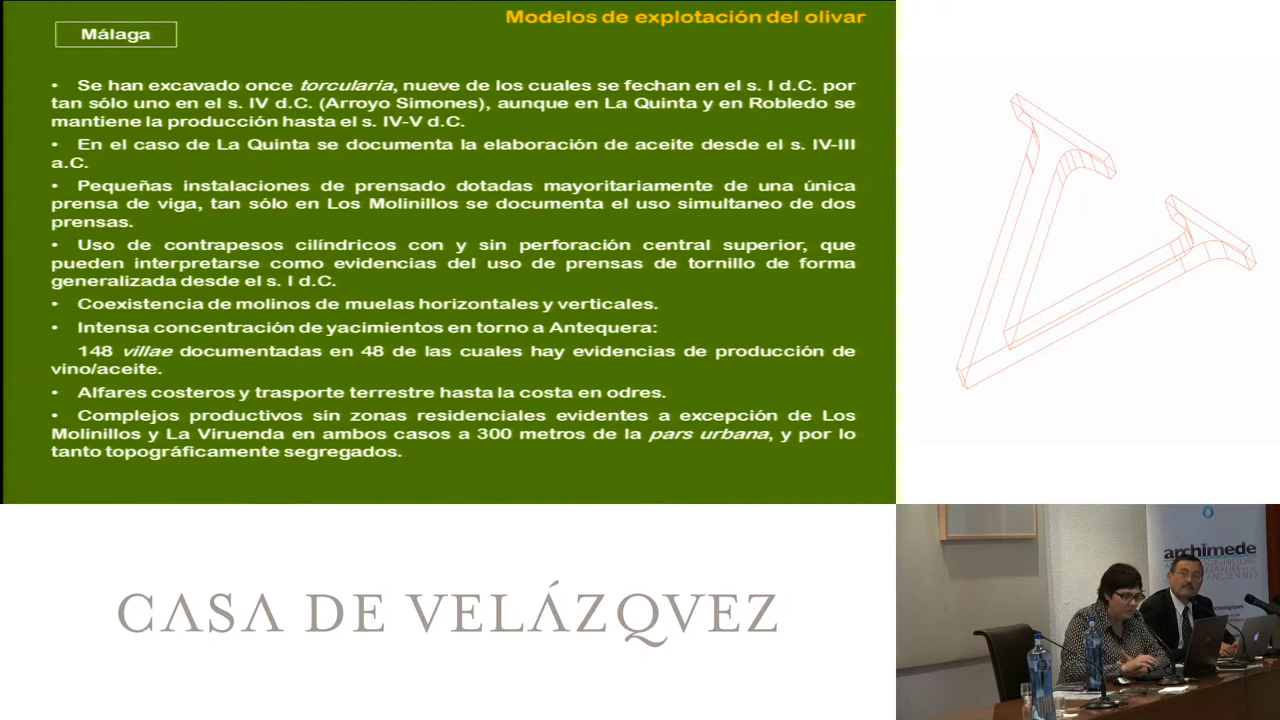 Modelos de explotación del olivar
Málaga
• Se han excavado once torcularia, nueve de los cuales se fechan en el s. I d.C. por
tan sólo uno en el s. IV d.C. (Arroyo Simones), aunque en La Quinta y en Robledo se
mantiene la producción hasta el s. IV-V d.C.
• En el caso de La Quinta se documenta la elaboración de aceite desde el s. IV-III
a.C.
• Pequeñas instalaciones de prensado dotadas mayoritariamente de una única
prensa de viga, tan sólo en Los Molinillos se documenta el uso simultaneo de dos
prensas.
• Uso de contrapesos cilíndricos con y sin perforación central superior, que
pueden interpretarse como evidencias del uso de prensas de tornillo de forma
generalizada desde el s. I d.C.
• Coexistencia de molinos de muelas horizontales y verticales.
• Intensa concentración de yacimientos en torno a Antequera:
148 villae documentadas en 48 de las cuales hay evidencias de producción de
vino/aceite.
• Alfares costeros y trasporte terrestre hasta la costa en odres.
• Complejos productivos sin zonas residenciales evidentes a excepción de Los
Molinillos y La Viruenda en ambos casos a 300 metros de la pars urbana, y por lo
tanto topográficamente segregados.
CASA DE VELÁZQVEZ
archimede
ANCIENNES